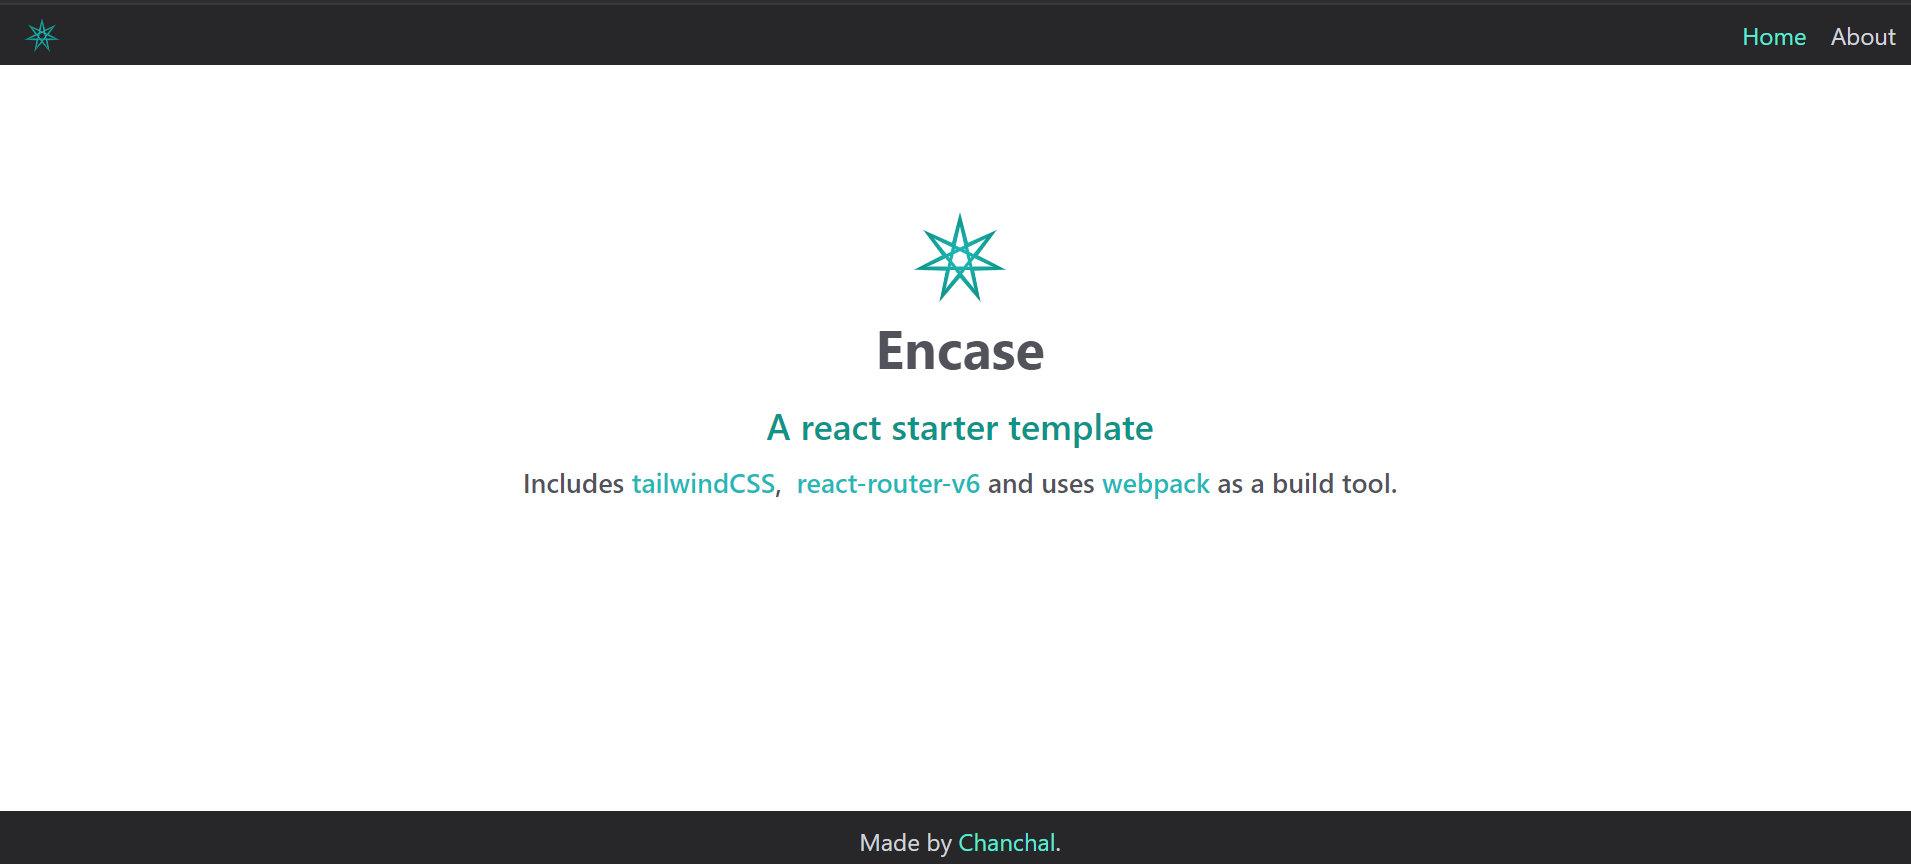 Home About
Encase
A react starter template
Includes tailwindCSS, react-router-v6 and uses webpack as a build tool.
Made by Chanchal.